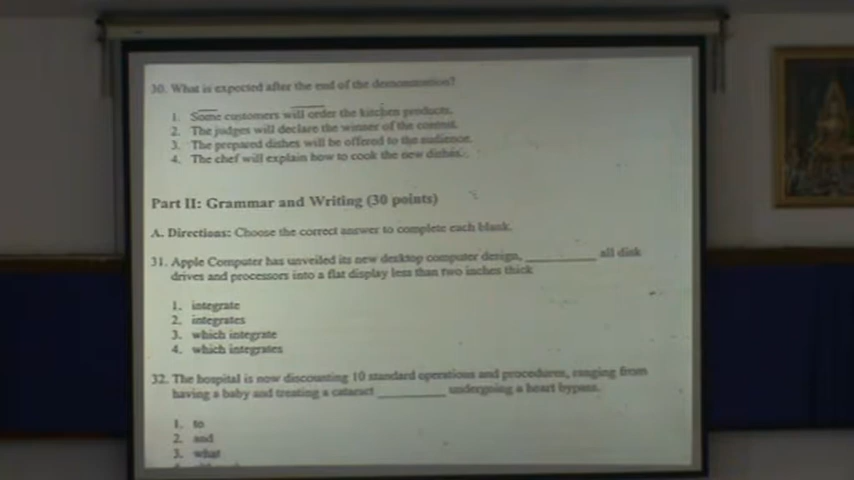 30. What is expected after the end of the demonstration?
1. Some customers will order the kitchen products.
2. The judges will declare the winner of the contest.
3. The prepared dishes will be offered to the audience.
4. The chef will explain how to cook the new dishes.
Part II: Grammar and Writing (30 points)
A. Directions: Choose the correct answer to complete each blank.
31. Apple Computer has unveiled its new desktop computer design, __________ all disk
drives and processors into a flat display less than two inches thick
1. integrate
2. integrates
3. which integrate
4. which integrates
32. The hospital is now discounting 10 standard operations and procedures, ranging from
having a baby and treating a cataract __________ undergoing a heart bypass.
1. to
2. and
3. what